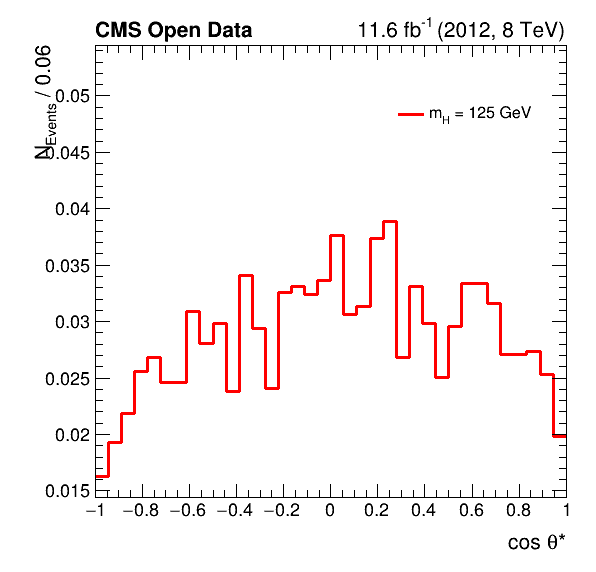 CMS Open Data
11.6 fb⁻¹ (2012, 8 TeV)
N_Events / 0.06
m_H = 125 GeV
0.05
0.045
0.04
0.035
0.03
0.025
0.02
0.015
−1 −0.8 −0.6 −0.4 −0.2 0 0.2 0.4 0.6 0.8 1
cos θ*